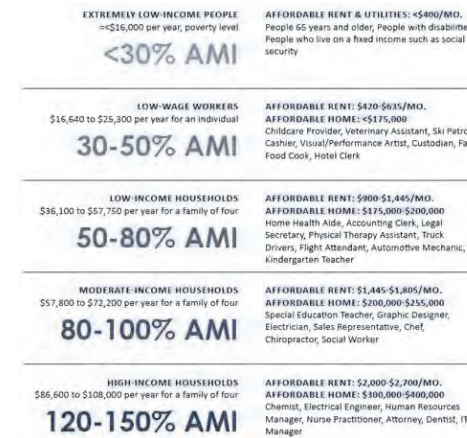 EXTREMELY LOW-INCOME PEOPLE
=<$16,000 per year, poverty level
<30% AMI
AFFORDABLE RENT & UTILITIES: <$400/MO.
People 65 years and older, People with disabilitie
People who live on a fixed income such as social
security
LOW-WAGE WORKERS
$16,640 to $25,300 per year for an individual
30-50% AMI
AFFORDABLE RENT: $420-$635/MO.
AFFORDABLE HOME: <$175,000
Childcare Provider, Veterinary Assistant, Ski Patro
Cashier, Visual/Performance Artist, Custodian, Fa
Food Cook, Hotel Clerk
LOW-INCOME HOUSEHOLDS
$36,100 to $57,750 per year for a family of four
50-80% AMI
AFFORDABLE RENT: $900-$1,445/MO.
AFFORDABLE HOME: $175,000-$200,000
Home Health Aide, Accounting Clerk, Legal
Secretary, Physical Therapy Assistant, Truck
Drivers, Flight Attendant, Automotive Mechanic,
Kindergarten Teacher
MODERATE-INCOME HOUSEHOLDS
$57,800 to $72,200 per year for a family of four
80-100% AMI
AFFORDABLE RENT: $1,445-$1,805/MO.
AFFORDABLE HOME: $200,000-$255,000
Special Education Teacher, Graphic Designer,
Electrician, Sales Representative, Chef,
Chiropractor, Social Worker
HIGH-INCOME HOUSEHOLDS
$86,600 to $108,000 per year for a family of four
120-150% AMI
AFFORDABLE RENT: $2,000-$2,700/MO.
AFFORDABLE HOME: $300,000-$400,000
Chemist, Electrical Engineer, Human Resources
Manager, Nurse Practitioner, Attorney, Dentist, IT
Manager